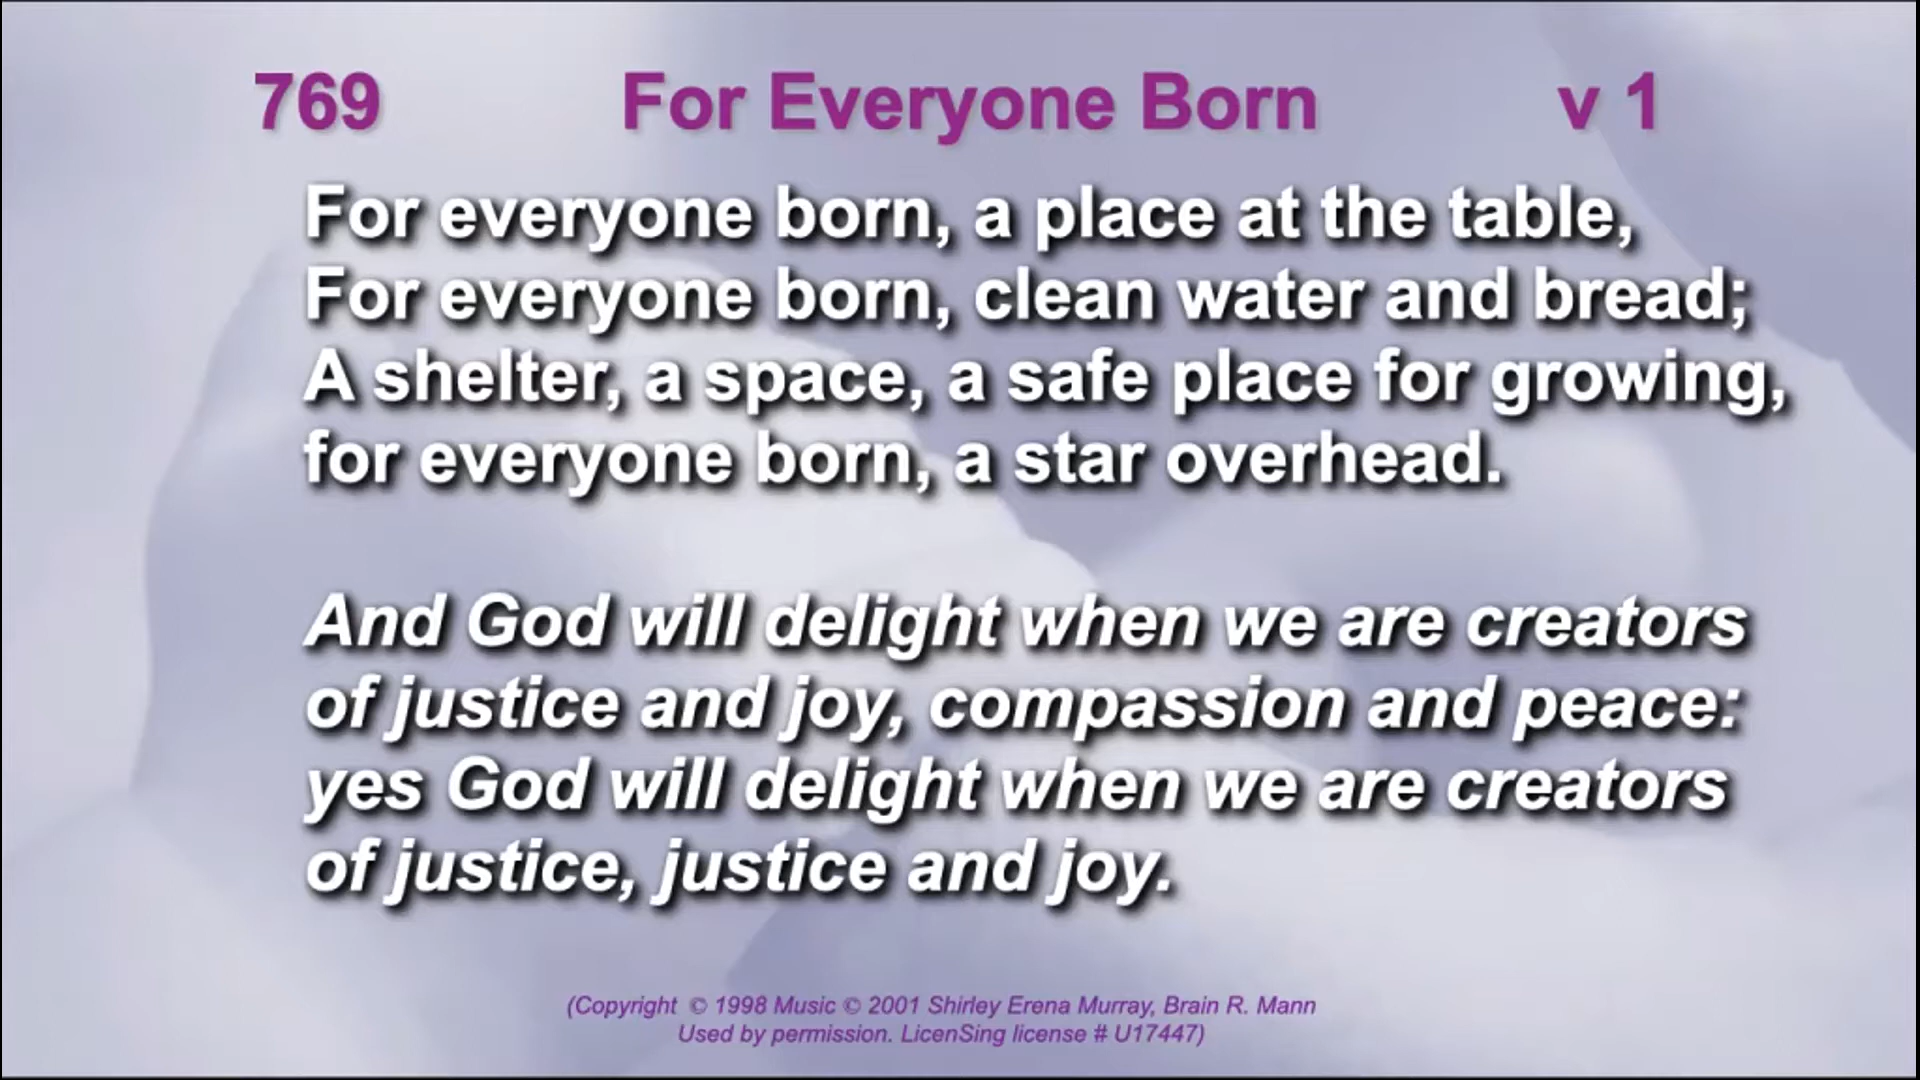 769 For Everyone Born v 1
For everyone born, a place at the table,
For everyone born, clean water and bread;
A shelter, a space, a safe place for growing,
for everyone born, a star overhead.
And God will delight when we are creators
of justice and joy, compassion and peace:
yes God will delight when we are creators
of justice, justice and joy.
(Copyright © 1998 Music © 2001 Shirley Erena Murray, Brain R. Mann
Used by permission. LicenSing license # U17447)